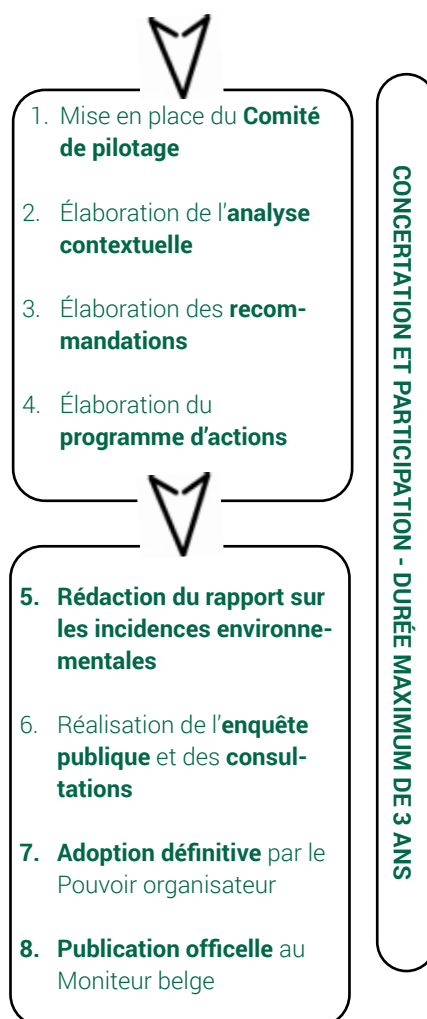 1. Mise en place du Comité
de pilotage
2. Élaboration de l'analyse
contextuelle
3. Élaboration des recom-
mandations
4. Élaboration du
programme d'actions
5. Rédaction du rapport sur
les incidences environne-
mentales
6. Réalisation de l'enquête
publique et des consul-
tations
7. Adoption définitive par le
Pouvoir organisateur
8. Publication officelle au
Moniteur belge
CONCERTATION ET PARTICIPATION - DURÉE MAXIMUM DE 3 ANS